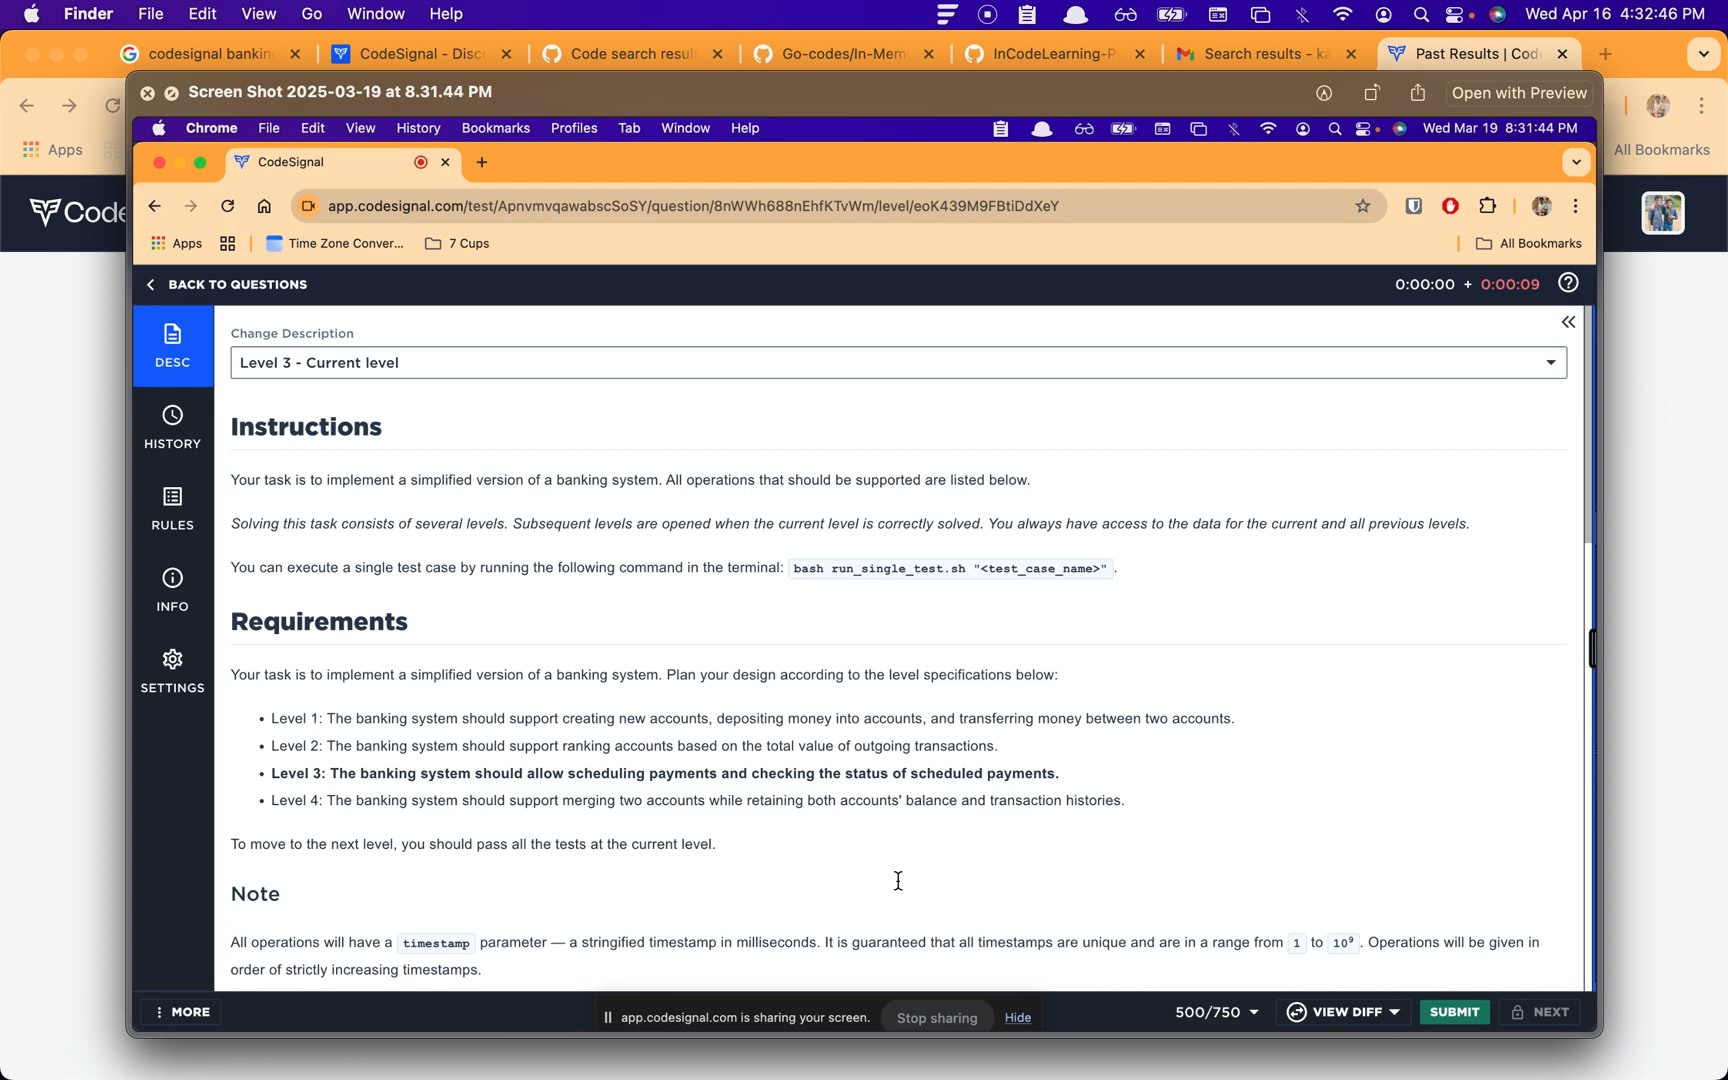 Finder File Edit View Go Window Help Wed Apr 16 4:32:46 PM
codesignal bankin CodeSignal - Disc Code search resul Go-codes/In-Mem InCodeLearning-P Search results - ka Past Results | Cod
Screen Shot 2025-03-19 at 8.31.44 PM Open with Preview
Chrome File Edit View History Bookmarks Profiles Tab Window Help Wed Mar 19 8:31:44 PM
Apps All Bookmarks
CodeSignal
app.codesignal.com/test/ApnvmvqawabscSoSY/question/8nWWh688nEhfKTvWm/level/eoK439M9FBtiDdXeY
Code
Apps Time Zone Conver... 7 Cups All Bookmarks
BACK TO QUESTIONS 0:00:00 + 0:00:09
DESC
HISTORY
RULES
INFO
SETTINGS
Change Description
Level 3 - Current level
Instructions
Your task is to implement a simplified version of a banking system. All operations that should be supported are listed below.
Solving this task consists of several levels. Subsequent levels are opened when the current level is correctly solved. You always have access to the data for the current and all previous levels.
You can execute a single test case by running the following command in the terminal: bash run_single_test.sh "<test_case_name>".
Requirements
Your task is to implement a simplified version of a banking system. Plan your design according to the level specifications below:
• Level 1: The banking system should support creating new accounts, depositing money into accounts, and transferring money between two accounts.
• Level 2: The banking system should support ranking accounts based on the total value of outgoing transactions.
• Level 3: The banking system should allow scheduling payments and checking the status of scheduled payments.
• Level 4: The banking system should support merging two accounts while retaining both accounts' balance and transaction histories.
To move to the next level, you should pass all the tests at the current level.
Note
All operations will have a timestamp parameter — a stringified timestamp in milliseconds. It is guaranteed that all timestamps are unique and are in a range from 1 to 10⁹. Operations will be given in
order of strictly increasing timestamps.
MORE app.codesignal.com is sharing your screen. Stop sharing Hide 500/750 VIEW DIFF SUBMIT NEXT